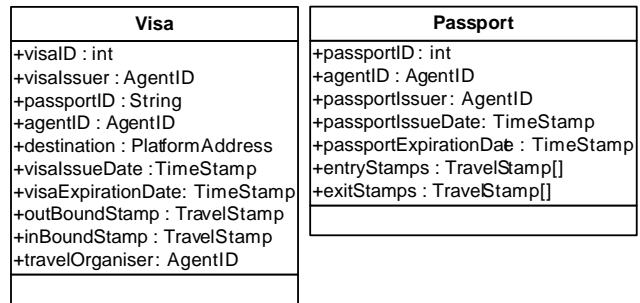 Visa
+visaID : int
+visaIssuer : AgentID
+passportID : String
+agentID : AgentID
+destination : PlatformAddress
+visaIssueDate : TimeStamp
+visaExpirationDate: TimeStamp
+outBoundStamp : TravelStamp
+inBoundStamp : TravelStamp
+travelOrganiser: AgentID
Passport
+passportID : int
+agentID : AgentID
+passportIssuer: AgentID
+passportIssueDate: TimeStamp
+passportExpirationDate : TimeStamp
+entryStamps : TravelStamp[]
+exitStamps : TravelStamp[]